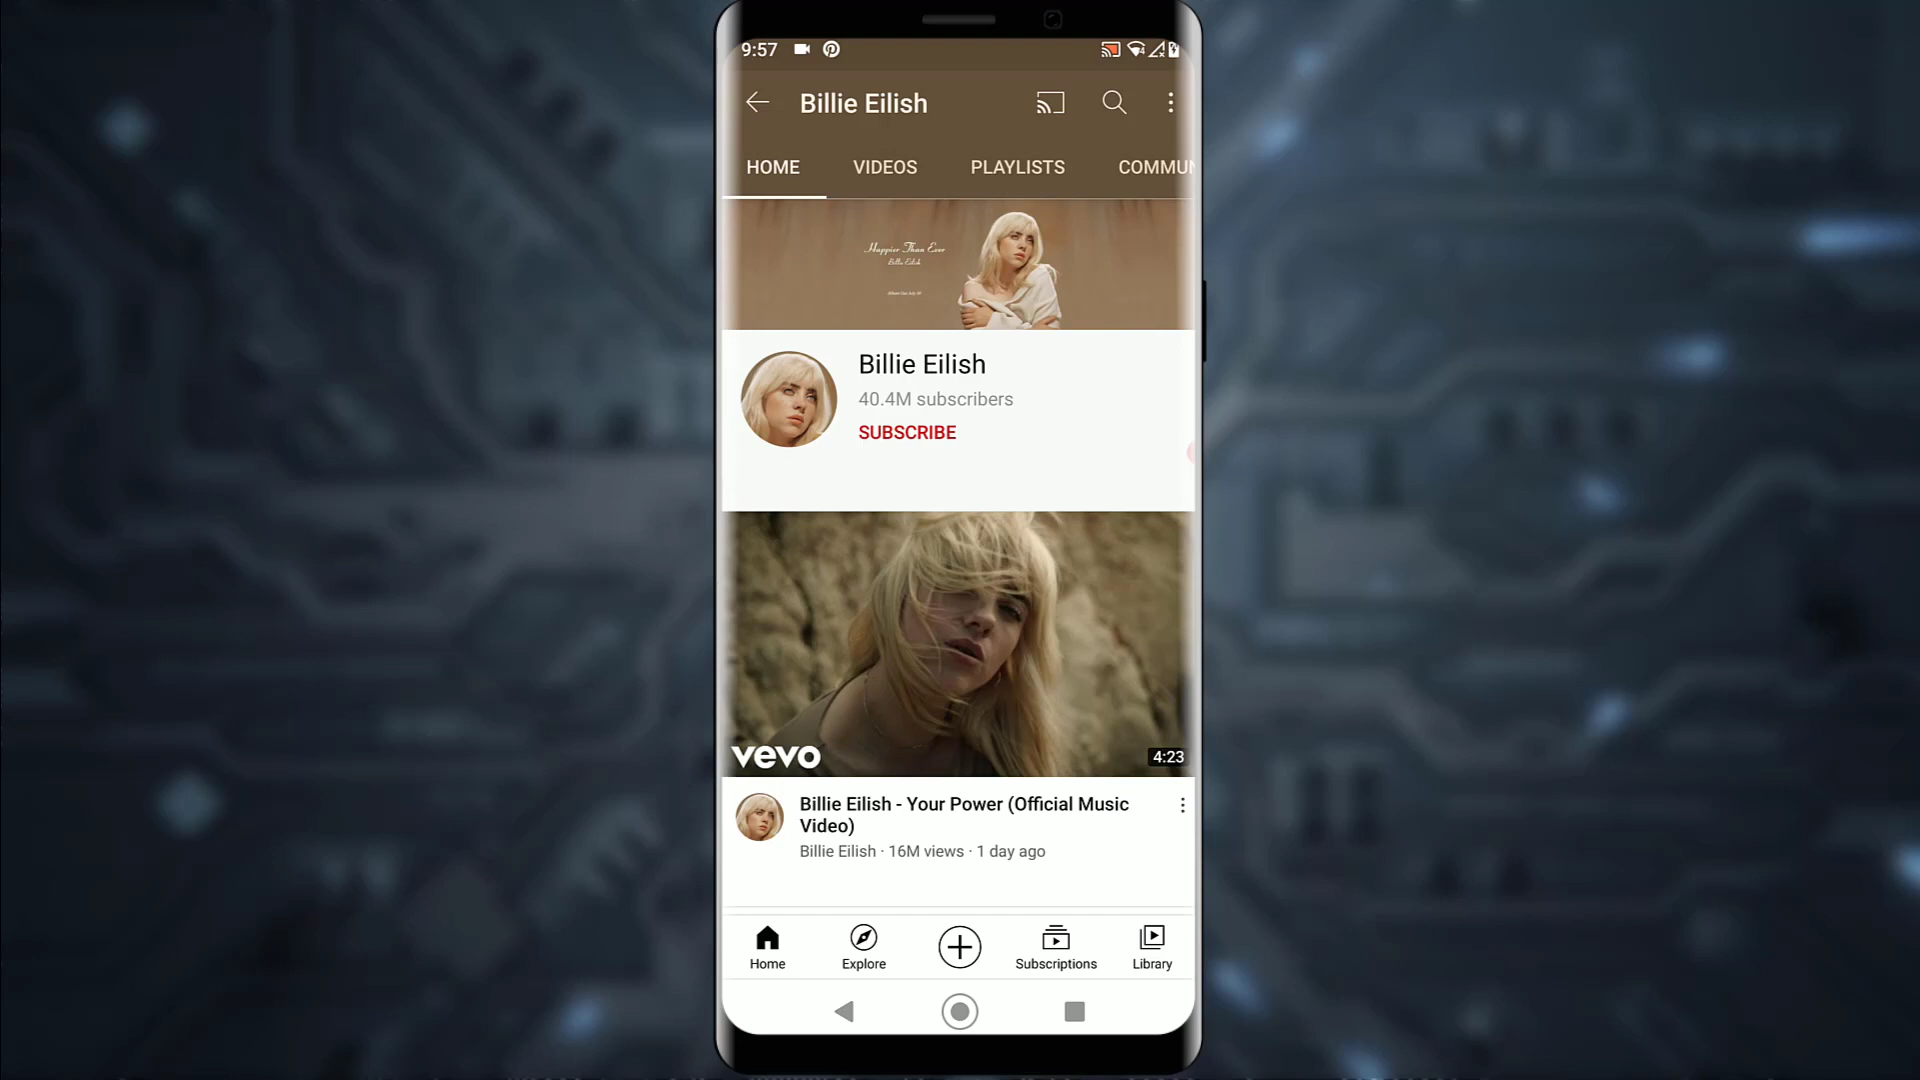 9:57
Billie Eilish
HOME VIDEOS PLAYLISTS COMMUN
Happier Than Ever
Billie Eilish
Billie Eilish
40.4M subscribers
SUBSCRIBE
vevo
4:23
Billie Eilish - Your Power (Official Music
Video)
Billie Eilish · 16M views · 1 day ago
Home Explore Subscriptions Library